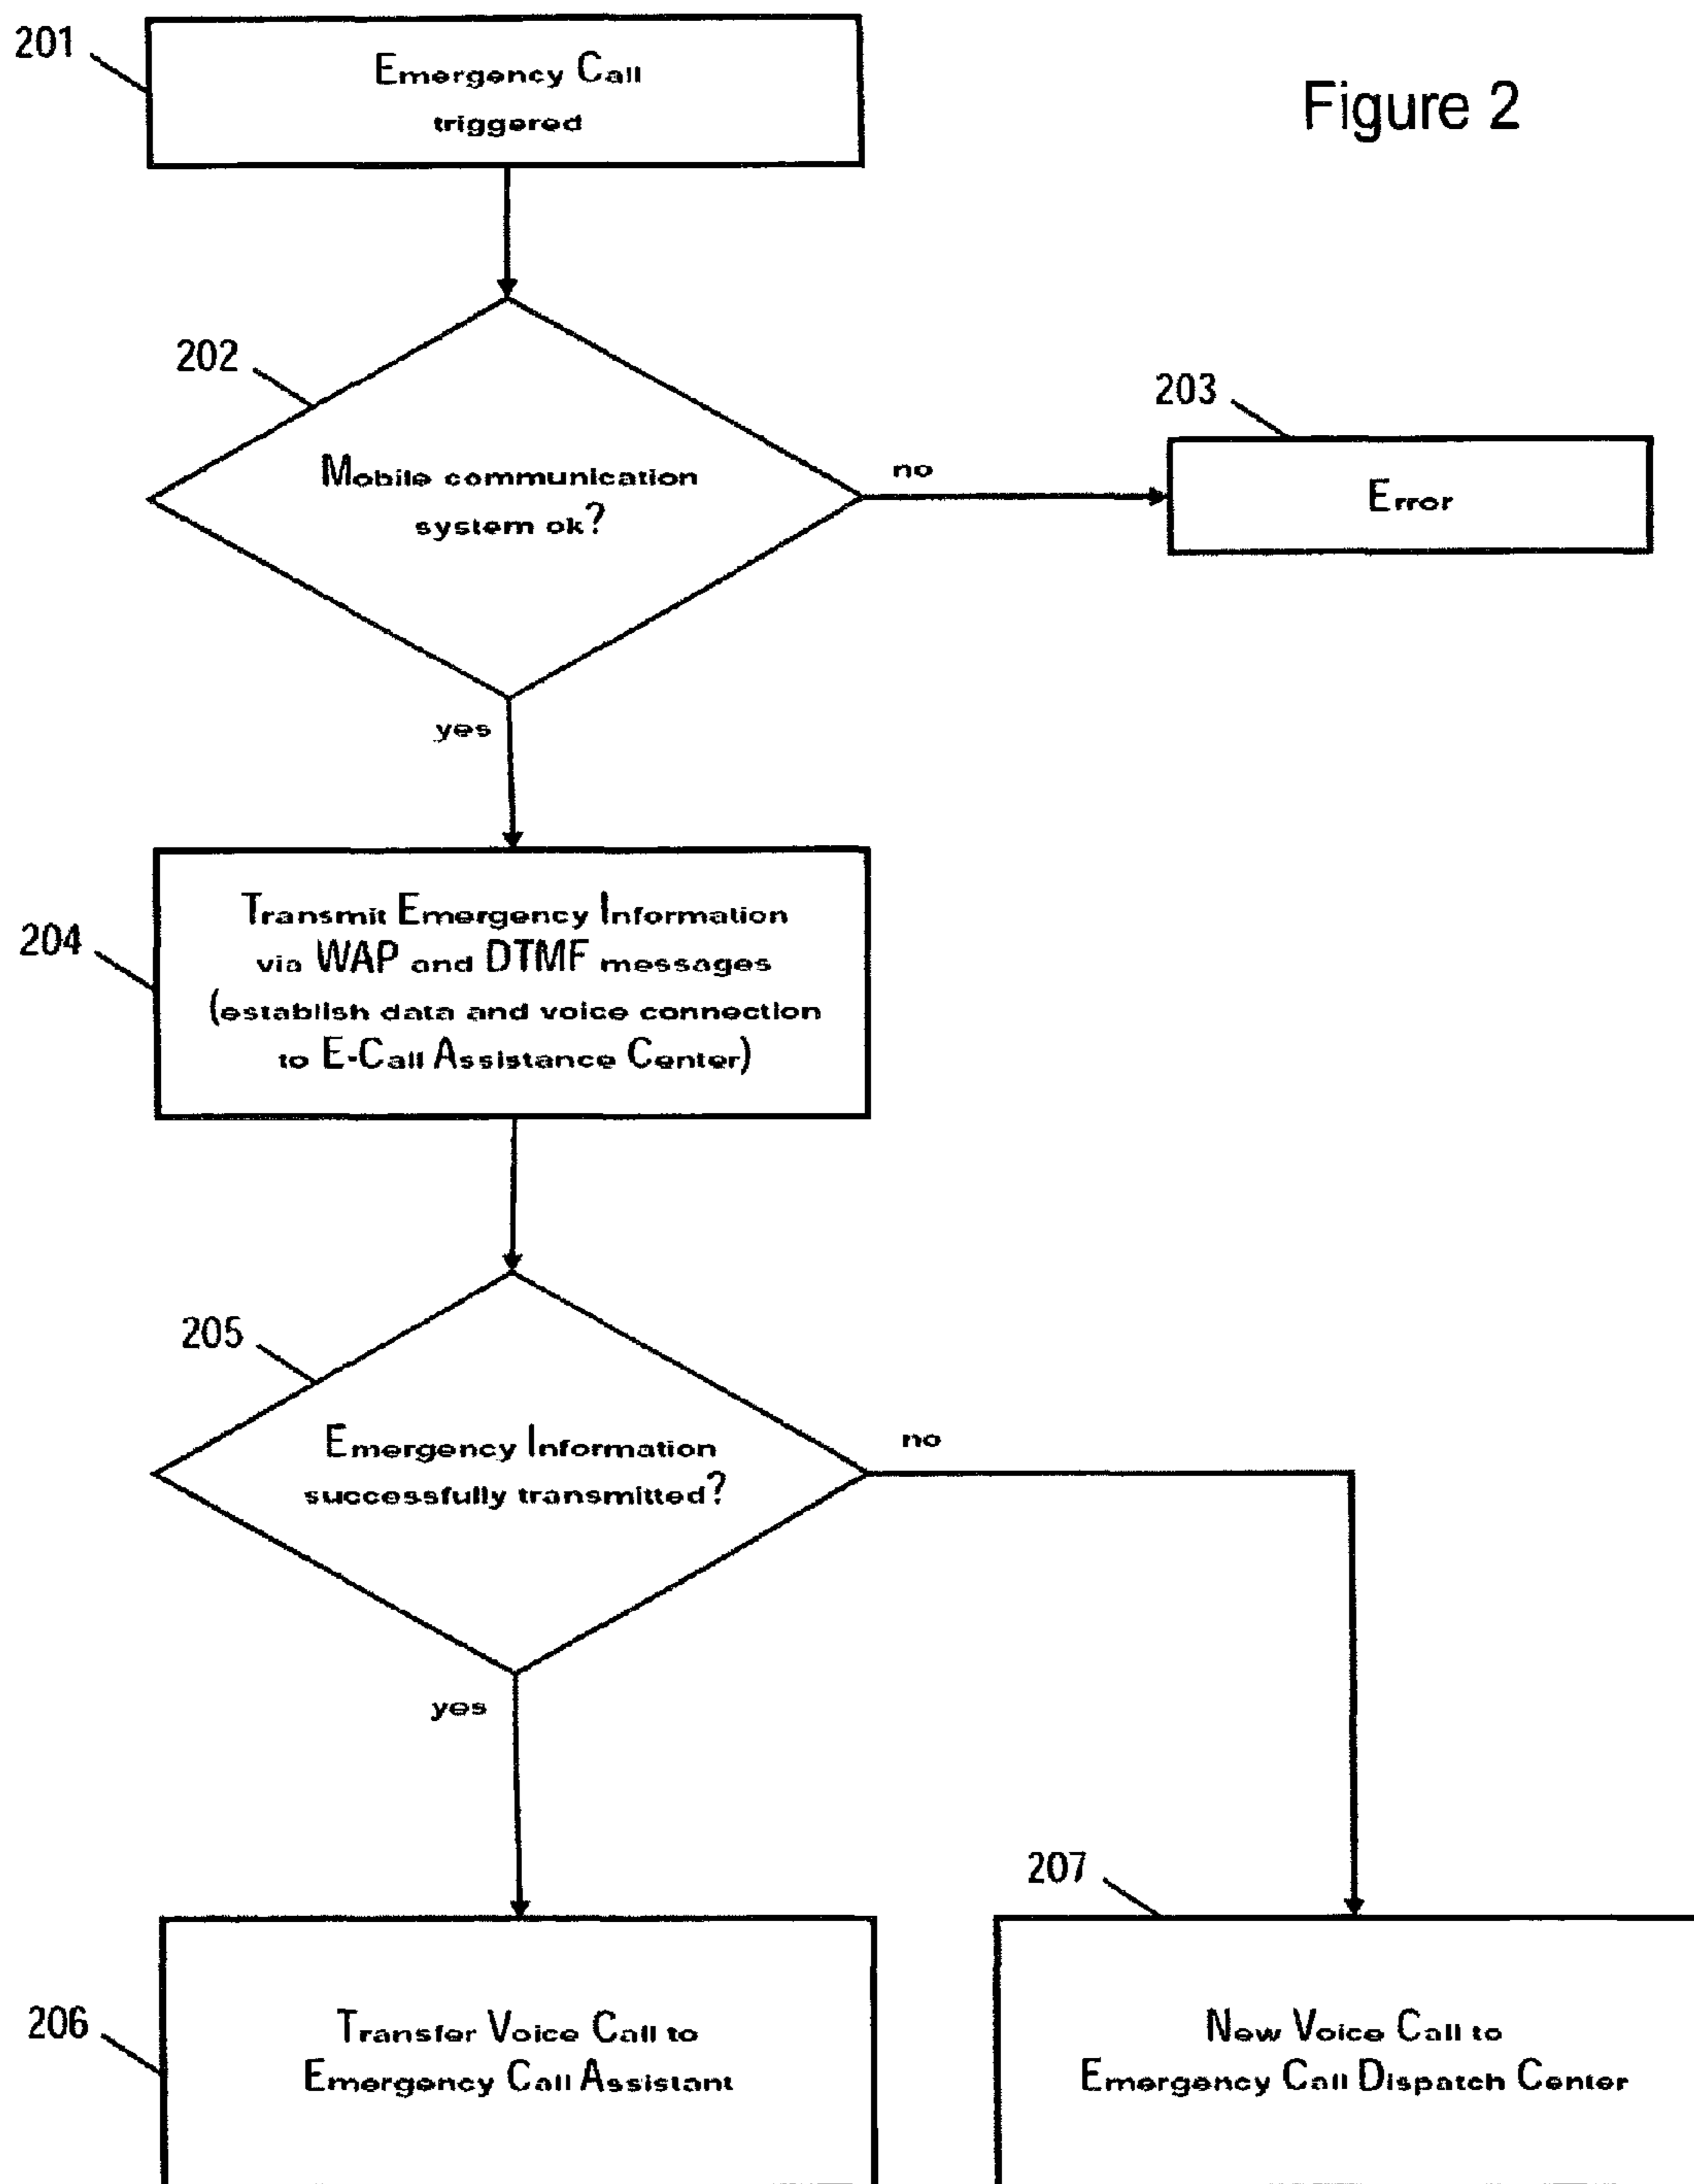 201
Emergency Call
triggered
Figure 2
202
Mobile communication
system ok?
no
203
Error
yes
204
Transmit Emergency Information
via WAP and DTMF messages
(establish data and voice connection
to E-Call Assistance Center)
205
Emergency Information
successfully transmitted?
no
yes
206
Transfer Voice Call to
Emergency Call Assistant
207
New Voice Call to
Emergency Call Dispatch Center